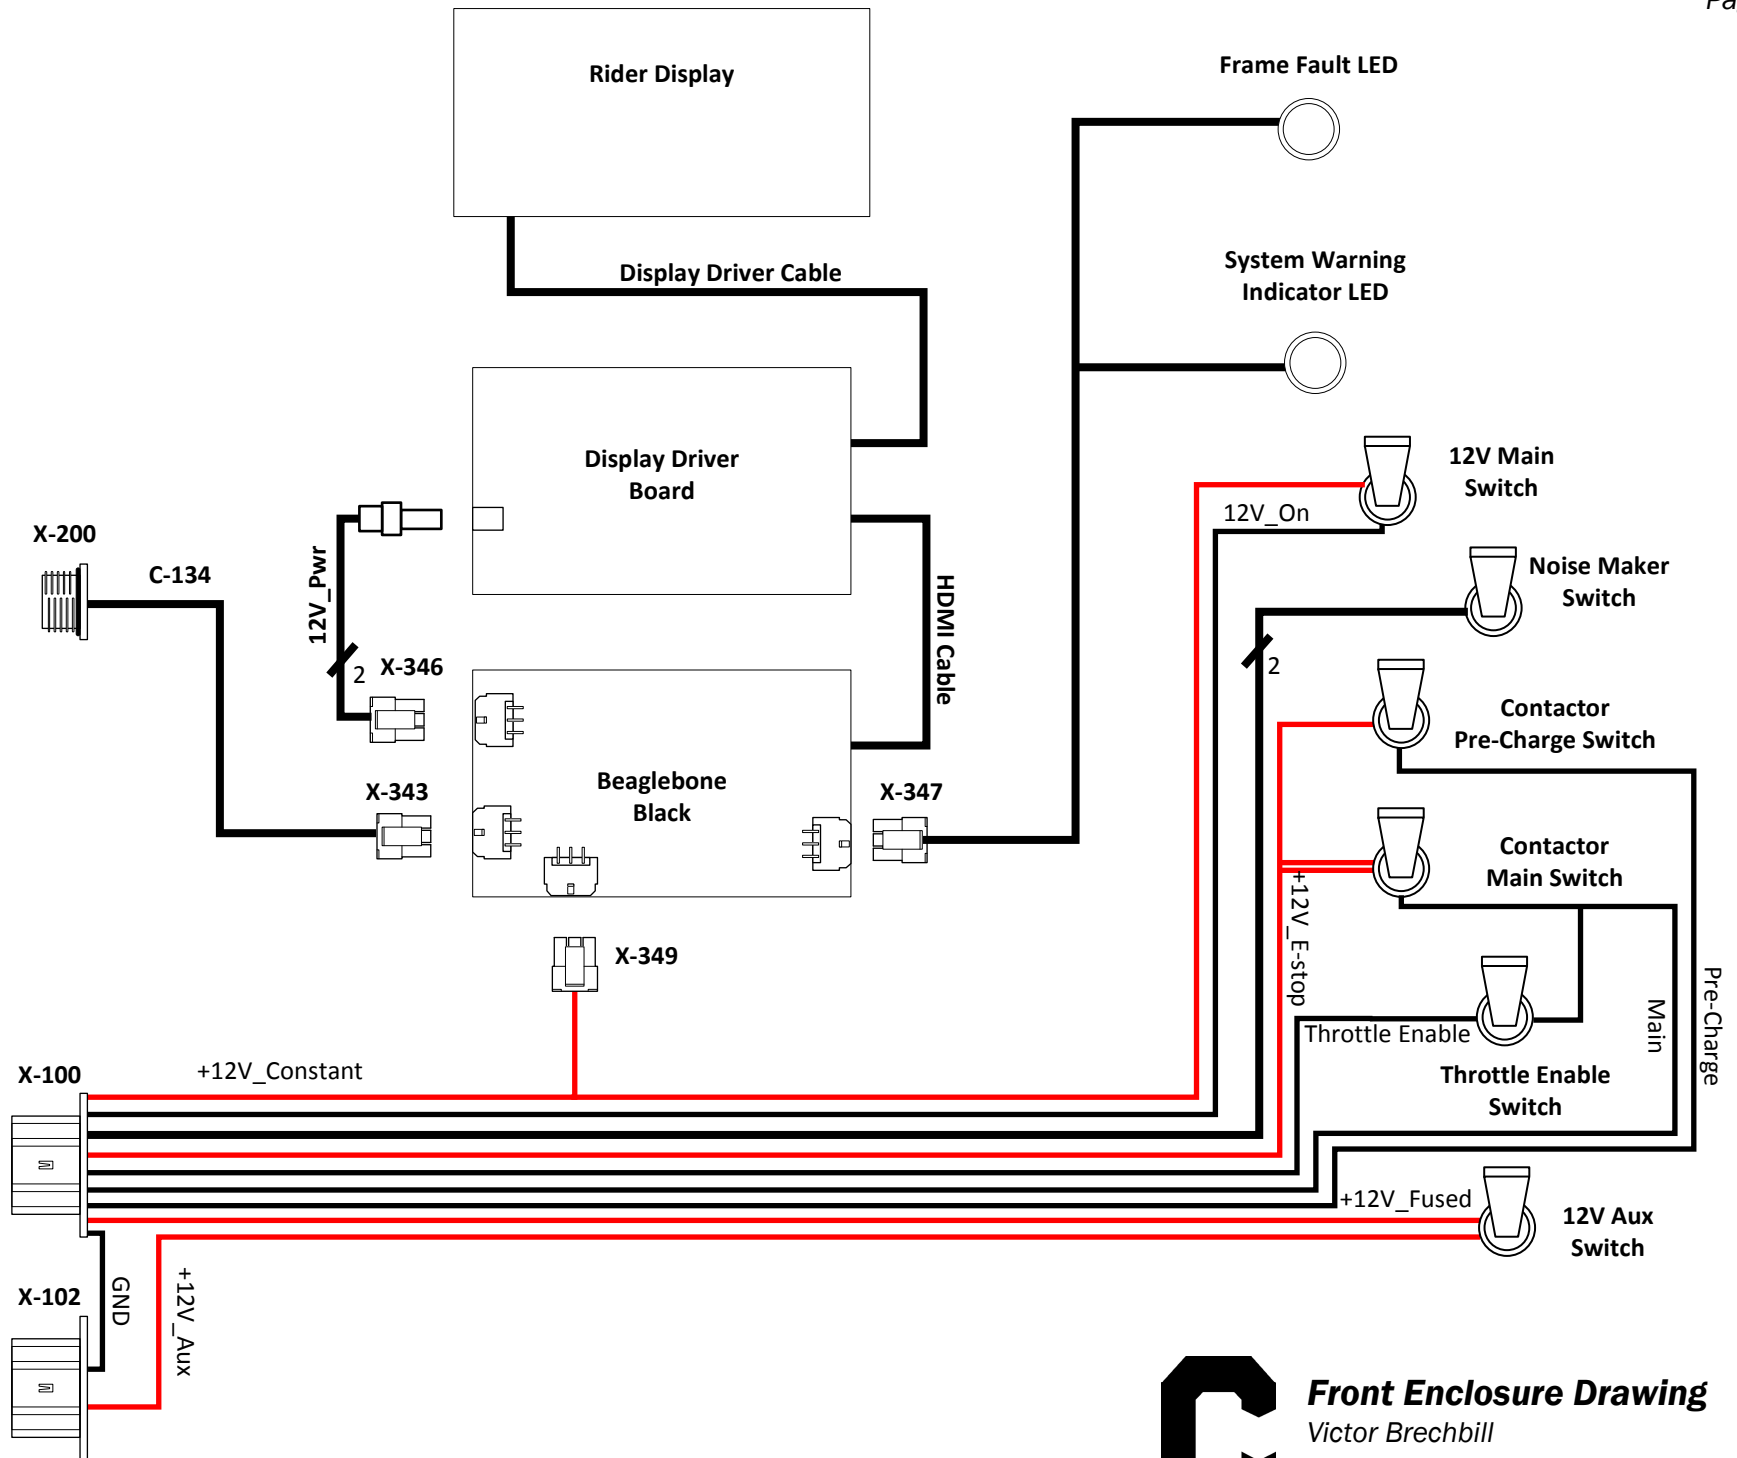 Rider Display
Frame Fault LED
Display Driver Cable
System Warning
Indicator LED
Display Driver
Board
12V Main
Switch
12V_On
X-200
C-134
12V_Pwr
2
X-346
HDMI Cable
Noise Maker
Switch
2
Contactor
Pre-Charge Switch
X-343
Beaglebone
Black
X-347
Contactor
Main Switch
+12V_E-stop
X-349
Throttle Enable
Main
Pre-Charge
Throttle Enable
Switch
X-100
+12V_Constant
+12V_Fused
12V Aux
Switch
X-102
GND
+12V_Aux
Front Enclosure Drawing
Victor Brechbill